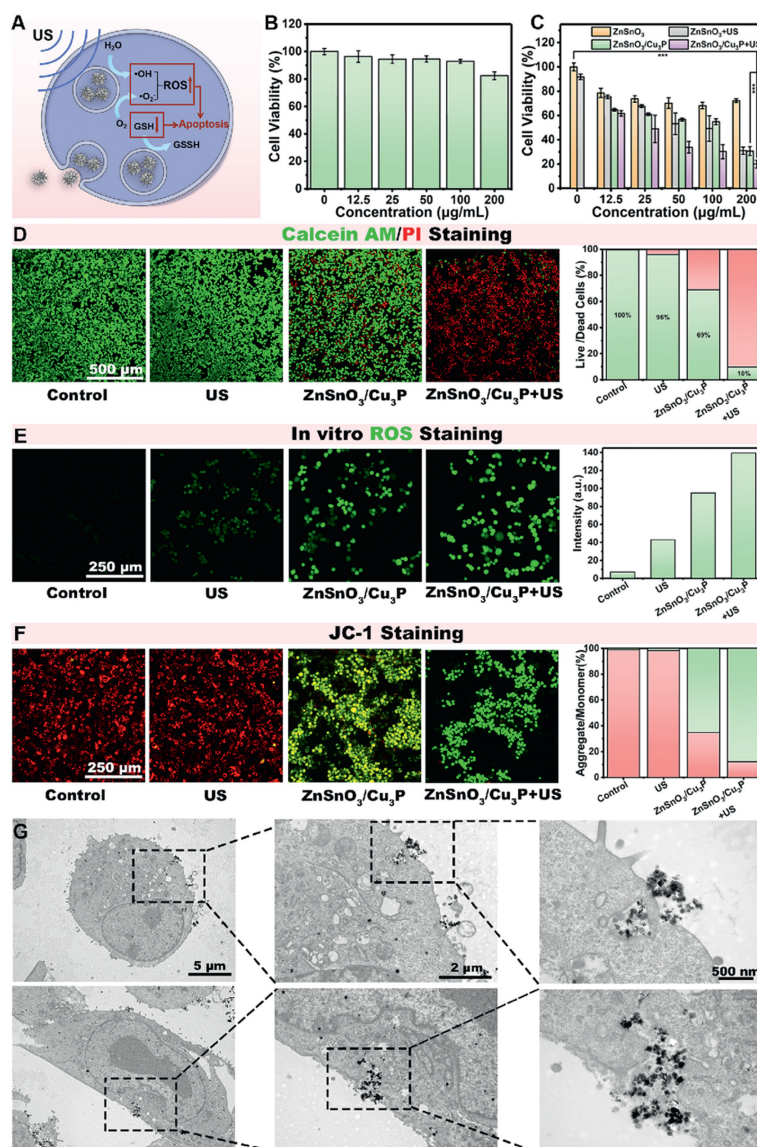 A
US
H₂O
•OH
•O₂⁻
ROS
O₂
GSH
Apoptosis
GSSH
B
Cell Viability (%)
120
100
80
60
40
20
0
0 12.5 25 50 100 200
Concentration (μg/mL)
C
ZnSnO₃ ZnSnO₃+US
ZnSnO₃/Cu₃P ZnSnO₃/Cu₃P+US
***
***
Cell Viability (%)
120
100
80
60
40
20
0
0 12.5 25 50 100 200
Concentration (μg/mL)
D
Calcein AM/PI Staining
500 μm
Control US ZnSnO₃/Cu₃P ZnSnO₃/Cu₃P+US
Live /Dead Cells (%)
100
80
60
40
20
0
100%
96%
69%
10%
Control US ZnSnO₃/Cu₃P ZnSnO₃/Cu₃P
+US
E
In vitro ROS Staining
250 μm
Control US ZnSnO₃/Cu₃P ZnSnO₃/Cu₃P+US
Intensity (a.u.)
140
120
100
80
60
40
20
0
Control US ZnSnO₃/Cu₃P ZnSnO₃/Cu₃P
+US
F
JC-1 Staining
250 μm
Control US ZnSnO₃/Cu₃P ZnSnO₃/Cu₃P+US
Aggregate/Monomer(%)
100
80
60
40
20
0
Control US ZnSnO₃/Cu₃P ZnSnO₃/Cu₃P
+US
G
5 μm
2 μm
500 nm